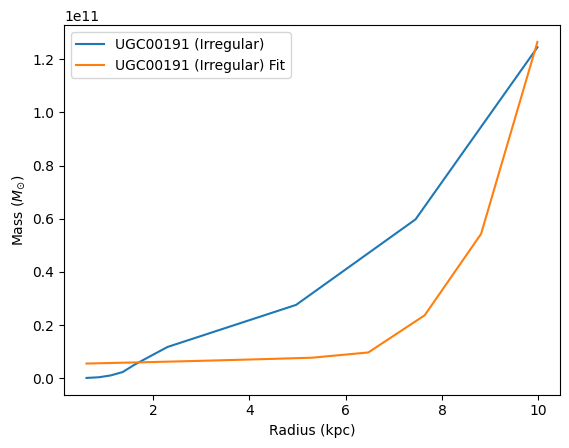 1e11
UGC00191 (Irregular)
UGC00191 (Irregular) Fit
Mass ($M_\odot$)
1.2
1.0
0.8
0.6
0.4
0.2
0.0
2 4 6 8 10
Radius (kpc)